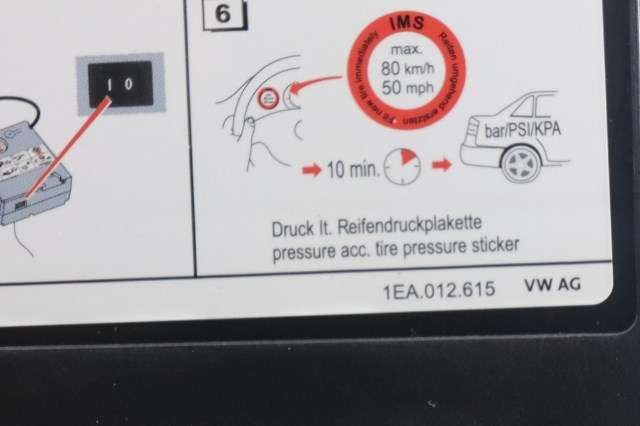 6
IMS
max.
80 km/h
50 mph
Reifen umgehend ersetzen
new tire immediately
1 0
bar/PSI/KPA
10 min.
Druck lt. Reifendruckplakette
pressure acc. tire pressure sticker
1EA.012.615 VW AG